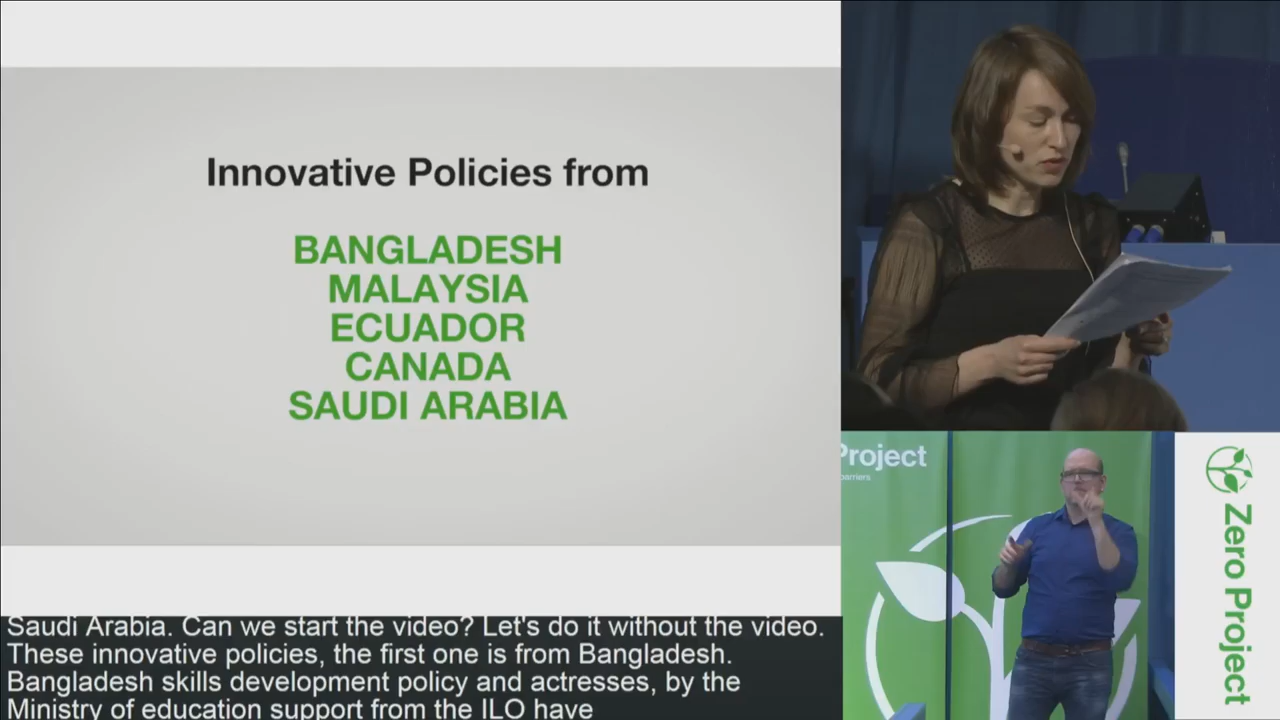 Innovative Policies from
BANGLADESH
MALAYSIA
ECUADOR
CANADA
SAUDI ARABIA
Saudi Arabia. Can we start the video? Let's do it without the video.
These innovative policies, the first one is from Bangladesh.
Bangladesh skills development policy and actresses, by the
Ministry of education support from the ILO have
Project
barriers
Zero Project